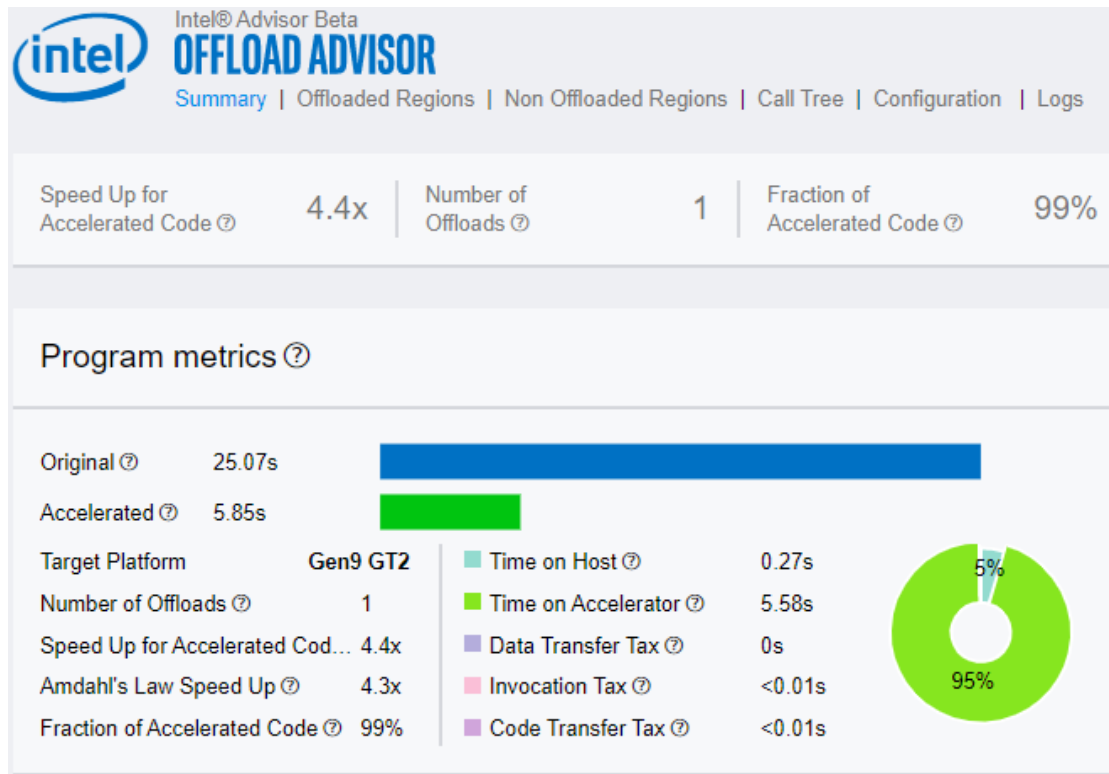 intel
Intel® Advisor Beta
OFFLOAD ADVISOR
Summary | Offloaded Regions | Non Offloaded Regions | Call Tree | Configuration | Logs
Speed Up for
Accelerated Code ? 4.4x
Number of
Offloads ? 1
Fraction of
Accelerated Code ? 99%
Program metrics ?
Original ? 25.07s
Accelerated ? 5.85s
Target Platform Gen9 GT2
Number of Offloads ? 1
Speed Up for Accelerated Cod... 4.4x
Amdahl's Law Speed Up ? 4.3x
Fraction of Accelerated Code ? 99%
Time on Host ? 0.27s
Time on Accelerator ? 5.58s
Data Transfer Tax ? 0s
Invocation Tax ? <0.01s
Code Transfer Tax ? <0.01s
5%
95%